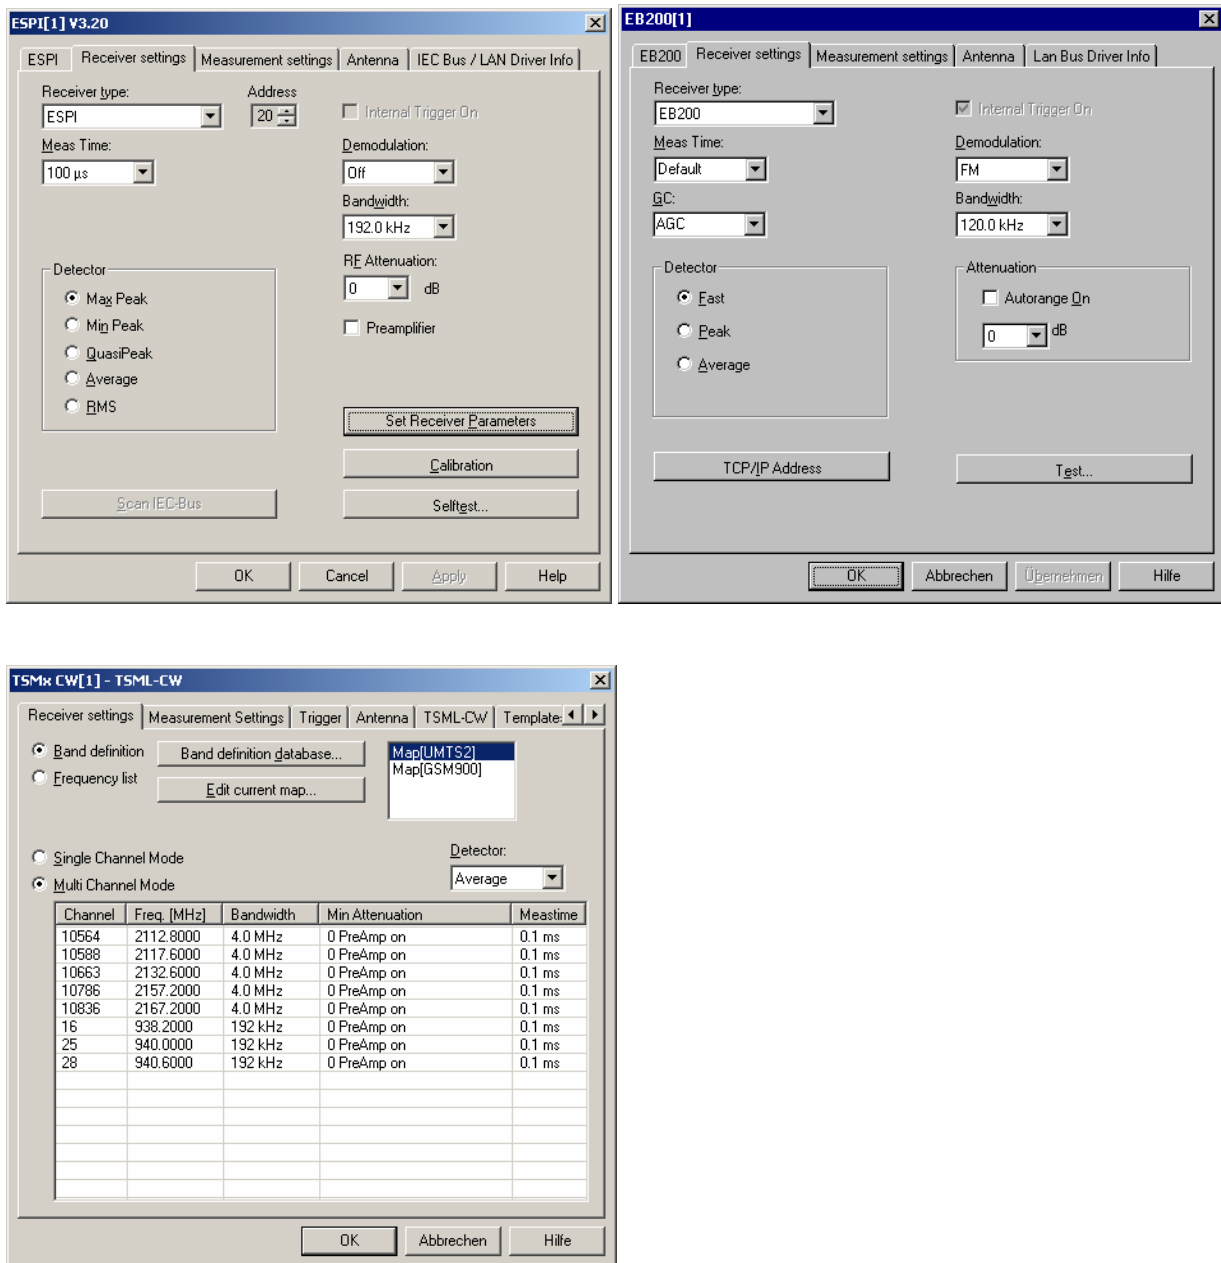 ESPI[1] V3.20
ESPI Receiver settings Measurement settings Antenna IEC Bus / LAN Driver Info
Receiver type: Address
ESPI 20 Internal Trigger On
Meas Time: Demodulation:
100 µs Off
Bandwidth:
192.0 kHz
RF Attenuation:
0 dB
Preamplifier
Detector
Max Peak
Min Peak
QuasiPeak
Average
RMS
Set Receiver Parameters
Calibration
Scan IEC-Bus Selftest...
OK Cancel Apply Help
EB200[1]
EB200 Receiver settings Measurement settings Antenna Lan Bus Driver Info
Receiver type:
EB200 Internal Trigger On
Meas Time: Demodulation:
Default FM
GC: Bandwidth:
AGC 120.0 kHz
Detector
Fast
Peak
Average
Attenuation
Autorange On
0 dB
TCP/IP Address Test...
OK Abbrechen Übernehmen Hilfe
TSMx CW[1] - TSML-CW
Receiver settings Measurement Settings Trigger Antenna TSML-CW Template:
Band definition Band definition database... Map[UMTS2]
Map[GSM900]
Frequency list Edit current map...
Single Channel Mode Detector:
Multi Channel Mode Average
Channel Freq. [MHz] Bandwidth Min Attenuation Meastime
10564 2112.8000 4.0 MHz 0 PreAmp on 0.1 ms
10588 2117.6000 4.0 MHz 0 PreAmp on 0.1 ms
10663 2132.6000 4.0 MHz 0 PreAmp on 0.1 ms
10786 2157.2000 4.0 MHz 0 PreAmp on 0.1 ms
10836 2167.2000 4.0 MHz 0 PreAmp on 0.1 ms
16 938.2000 192 kHz 0 PreAmp on 0.1 ms
25 940.0000 192 kHz 0 PreAmp on 0.1 ms
28 940.6000 192 kHz 0 PreAmp on 0.1 ms
OK Abbrechen Hilfe